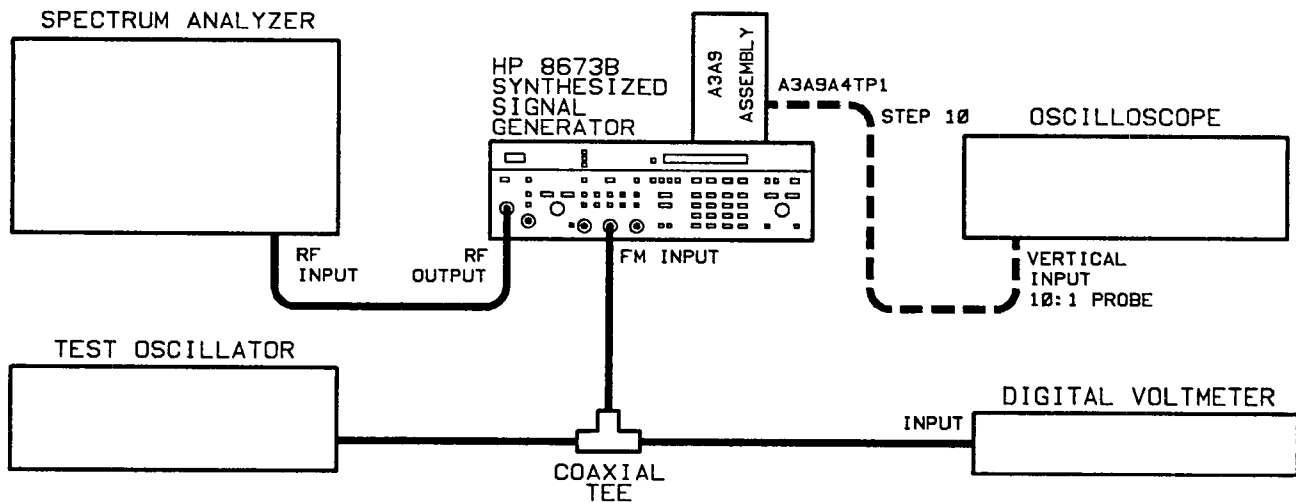 SPECTRUM ANALYZER
HP 8673B
SYNTHESIZED
SIGNAL
GENERATOR
A3A9
ASSEMBLY
A3A9A4TP1
STEP 10
OSCILLOSCOPE
RF
INPUT
RF
OUTPUT
FM INPUT
VERTICAL
INPUT
10:1 PROBE
TEST OSCILLATOR
COAXIAL
TEE
INPUT
DIGITAL VOLTMETER